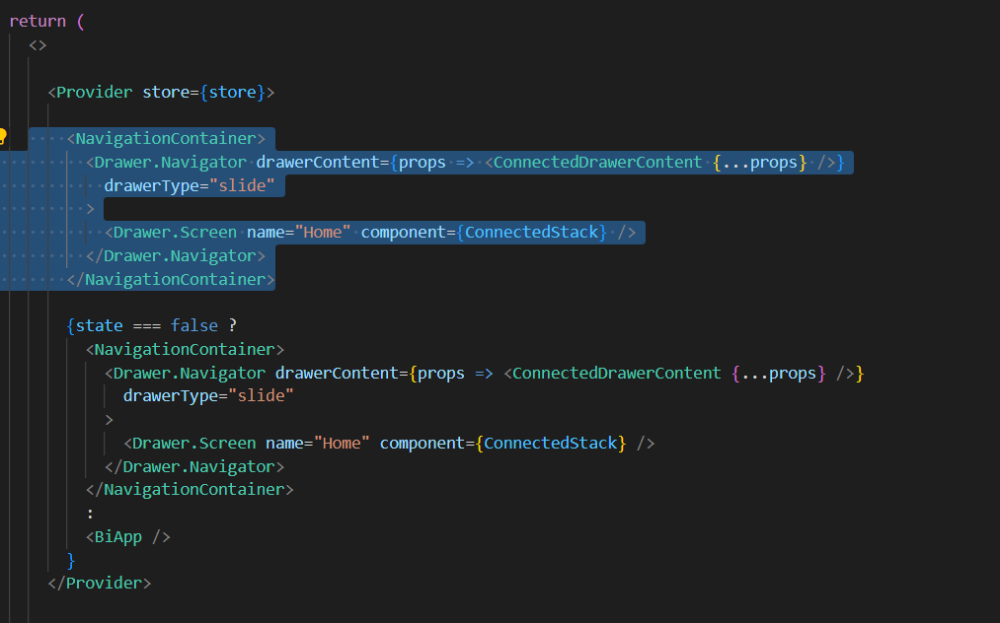 return (
<>
<Provider store={store}>
<NavigationContainer>
<Drawer.Navigator drawerContent={props => <ConnectedDrawerContent {...props} />}
drawerType="slide"
>
<Drawer.Screen name="Home" component={ConnectedStack} />
</Drawer.Navigator>
</NavigationContainer>
{state === false ?
<NavigationContainer>
<Drawer.Navigator drawerContent={props => <ConnectedDrawerContent {...props} />}
drawerType="slide"
>
<Drawer.Screen name="Home" component={ConnectedStack} />
</Drawer.Navigator>
</NavigationContainer>
:
<BiApp />
}
</Provider>